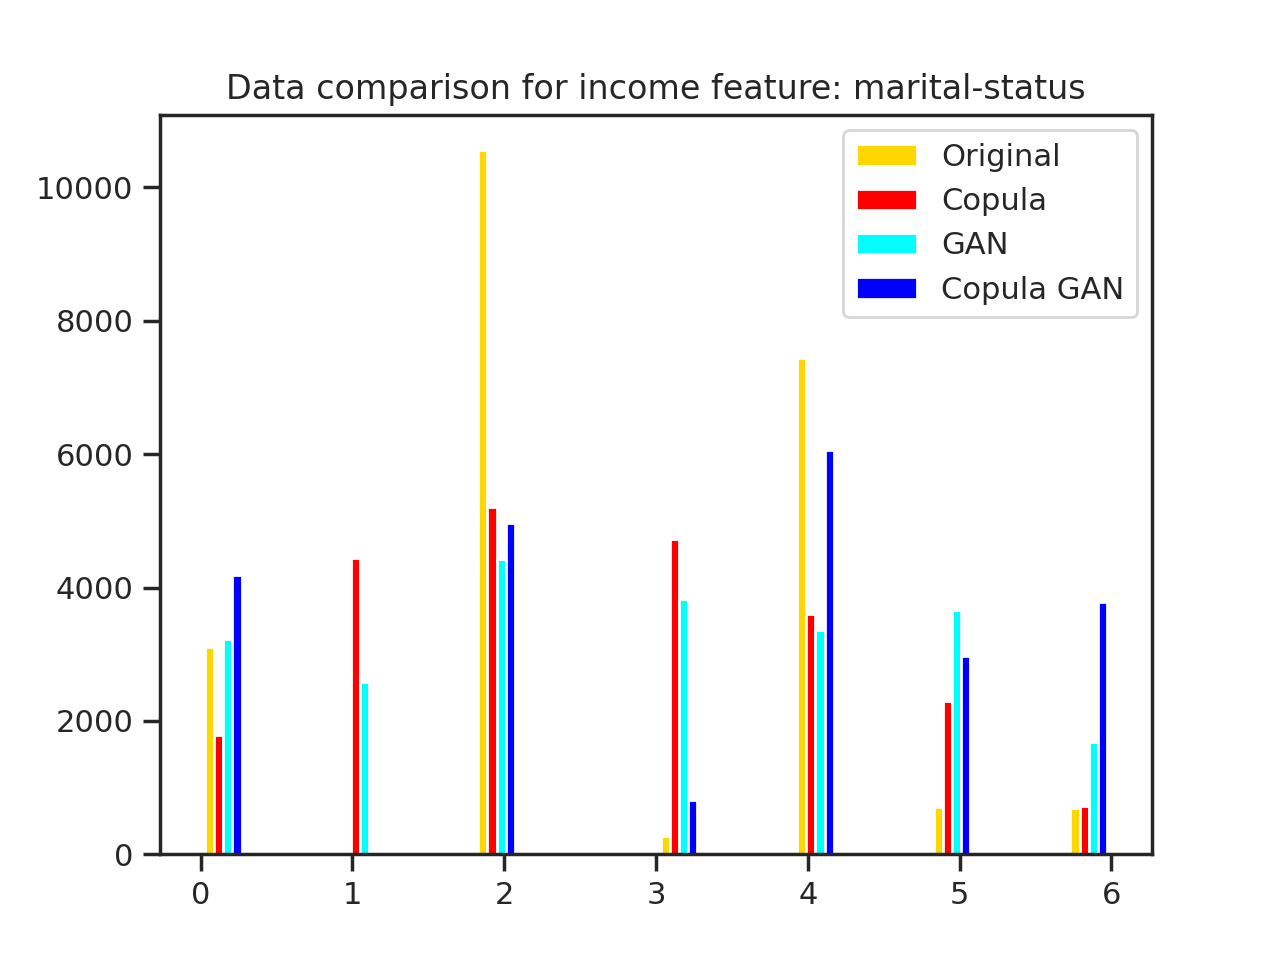 Data comparison for income feature: marital-status
Original
Copula
GAN
Copula GAN
10000
8000
6000
4000
2000
0
0 1 2 3 4 5 6